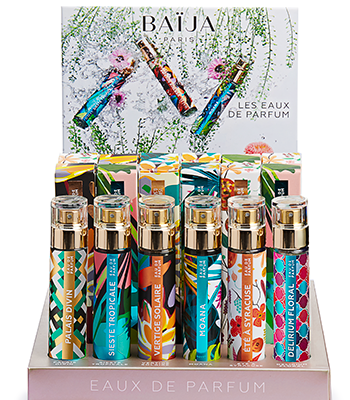 BAÏJA
PARIS
LES EAUX
DE PARFUM
PALAIS DIVIN
SIESTE TROPICALE
VERTIGE SOLAIRE
MOANA
ÉTÉ À SYRACUSE
DELIRIUM FLORAL
EAUX DE PARFUM